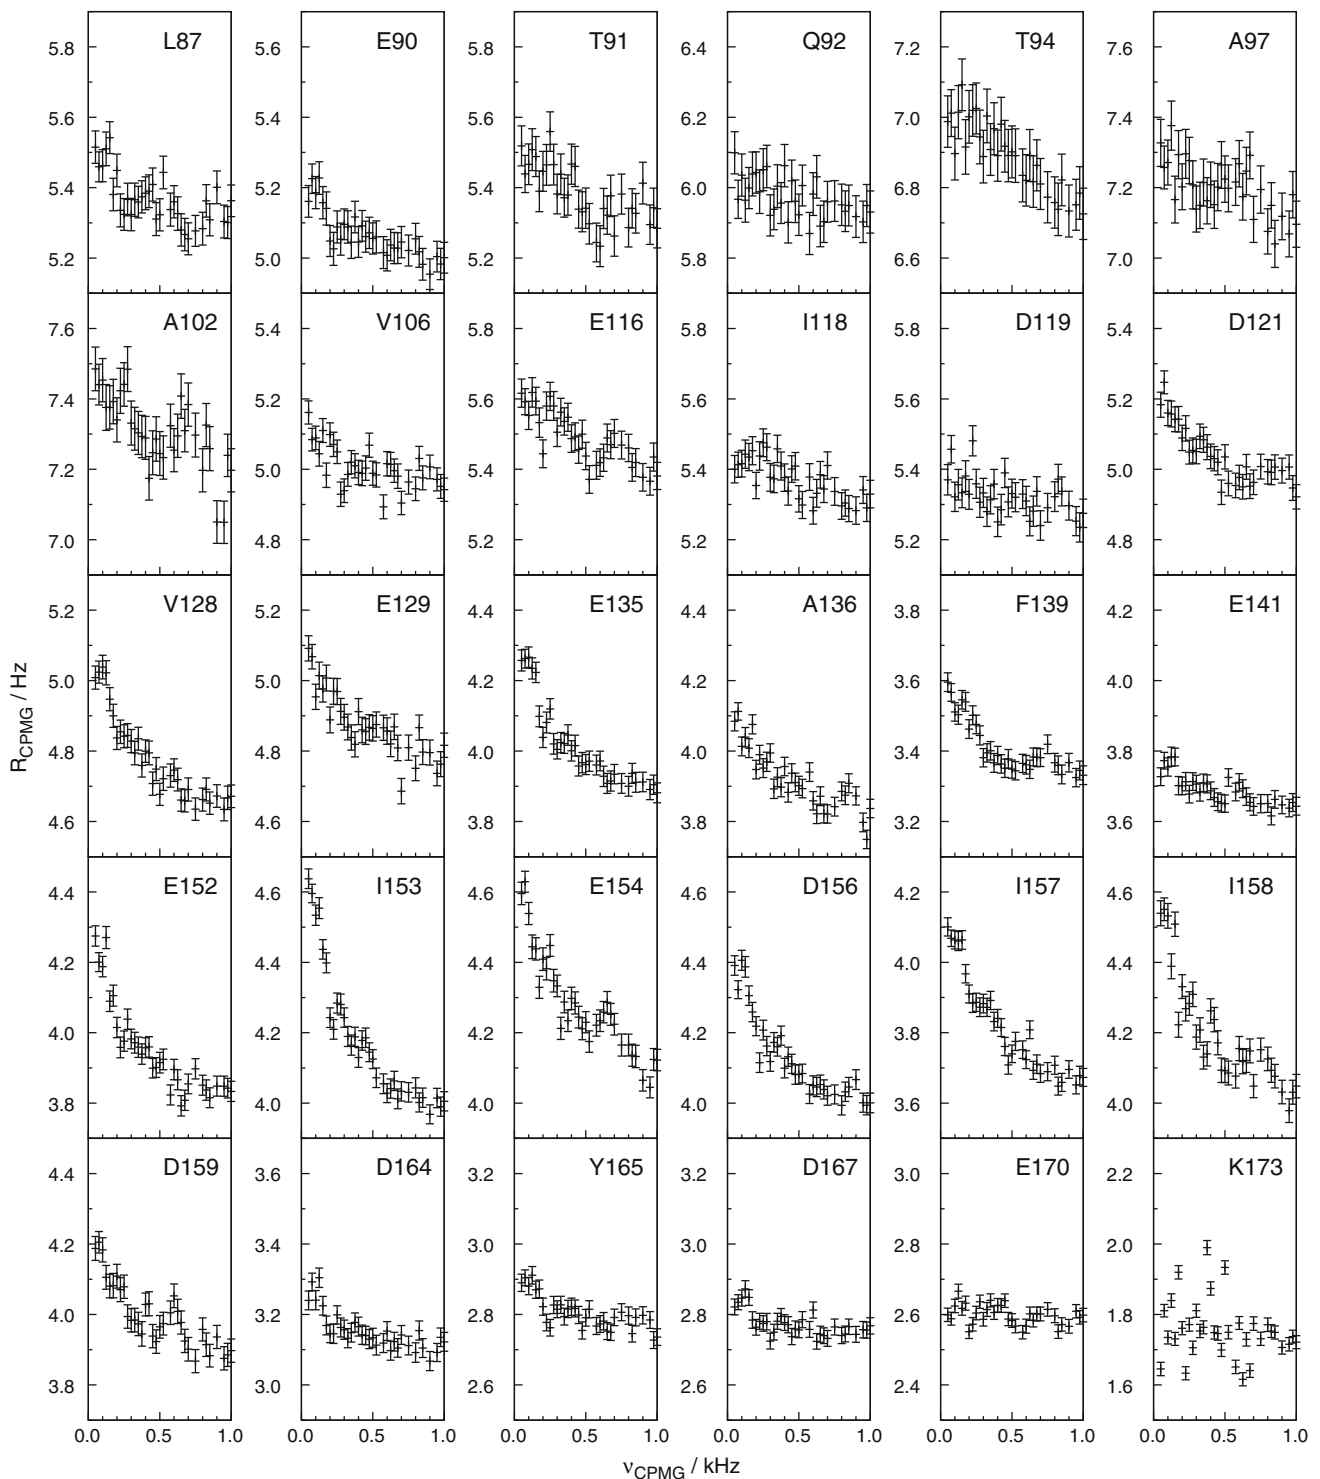 L87 E90 T91 Q92 T94 A97
5.8 5.6 5.8 6.4 7.2 7.6
5.6 5.4 5.6 6.2 7.0 7.4
5.4 5.2 5.4 6.0 6.8 7.2
5.2 5.0 5.2 5.8 6.6 7.0
A102 V106 E116 I118 D119 D121
7.6 5.4 5.8 5.8 5.8 5.4
7.4 5.2 5.6 5.6 5.6 5.2
7.2 5.0 5.4 5.4 5.4 5.0
7.0 4.8 5.2 5.2 5.2 4.8
V128 E129 E135 A136 F139 E141
5.2 5.2 4.4 4.4 3.8 4.2
5.0 5.0 4.2 4.2 3.6 4.0
4.8 4.8 4.0 4.0 3.4 3.8
4.6 4.6 3.8 3.8 3.2 3.6
R_CPMG / Hz
E152 I153 E154 D156 I157 I158
4.4 4.6 4.6 4.6 4.2 4.6
4.2 4.4 4.4 4.4 4.0 4.4
4.0 4.2 4.2 4.2 3.8 4.2
3.8 4.0 4.0 4.0 3.6 4.0
D159 D164 Y165 D167 E170 K173
4.4 3.6 3.2 3.2 3.0 2.2
4.2 3.4 3.0 3.0 2.8 2.0
4.0 3.2 2.8 2.8 2.6 1.8
3.8 3.0 2.6 2.6 2.4 1.6
0.0 0.5 1.0 0.0 0.5 1.0 0.0 0.5 1.0 0.0 0.5 1.0 0.0 0.5 1.0 0.0 0.5 1.0
ν_CPMG / kHz